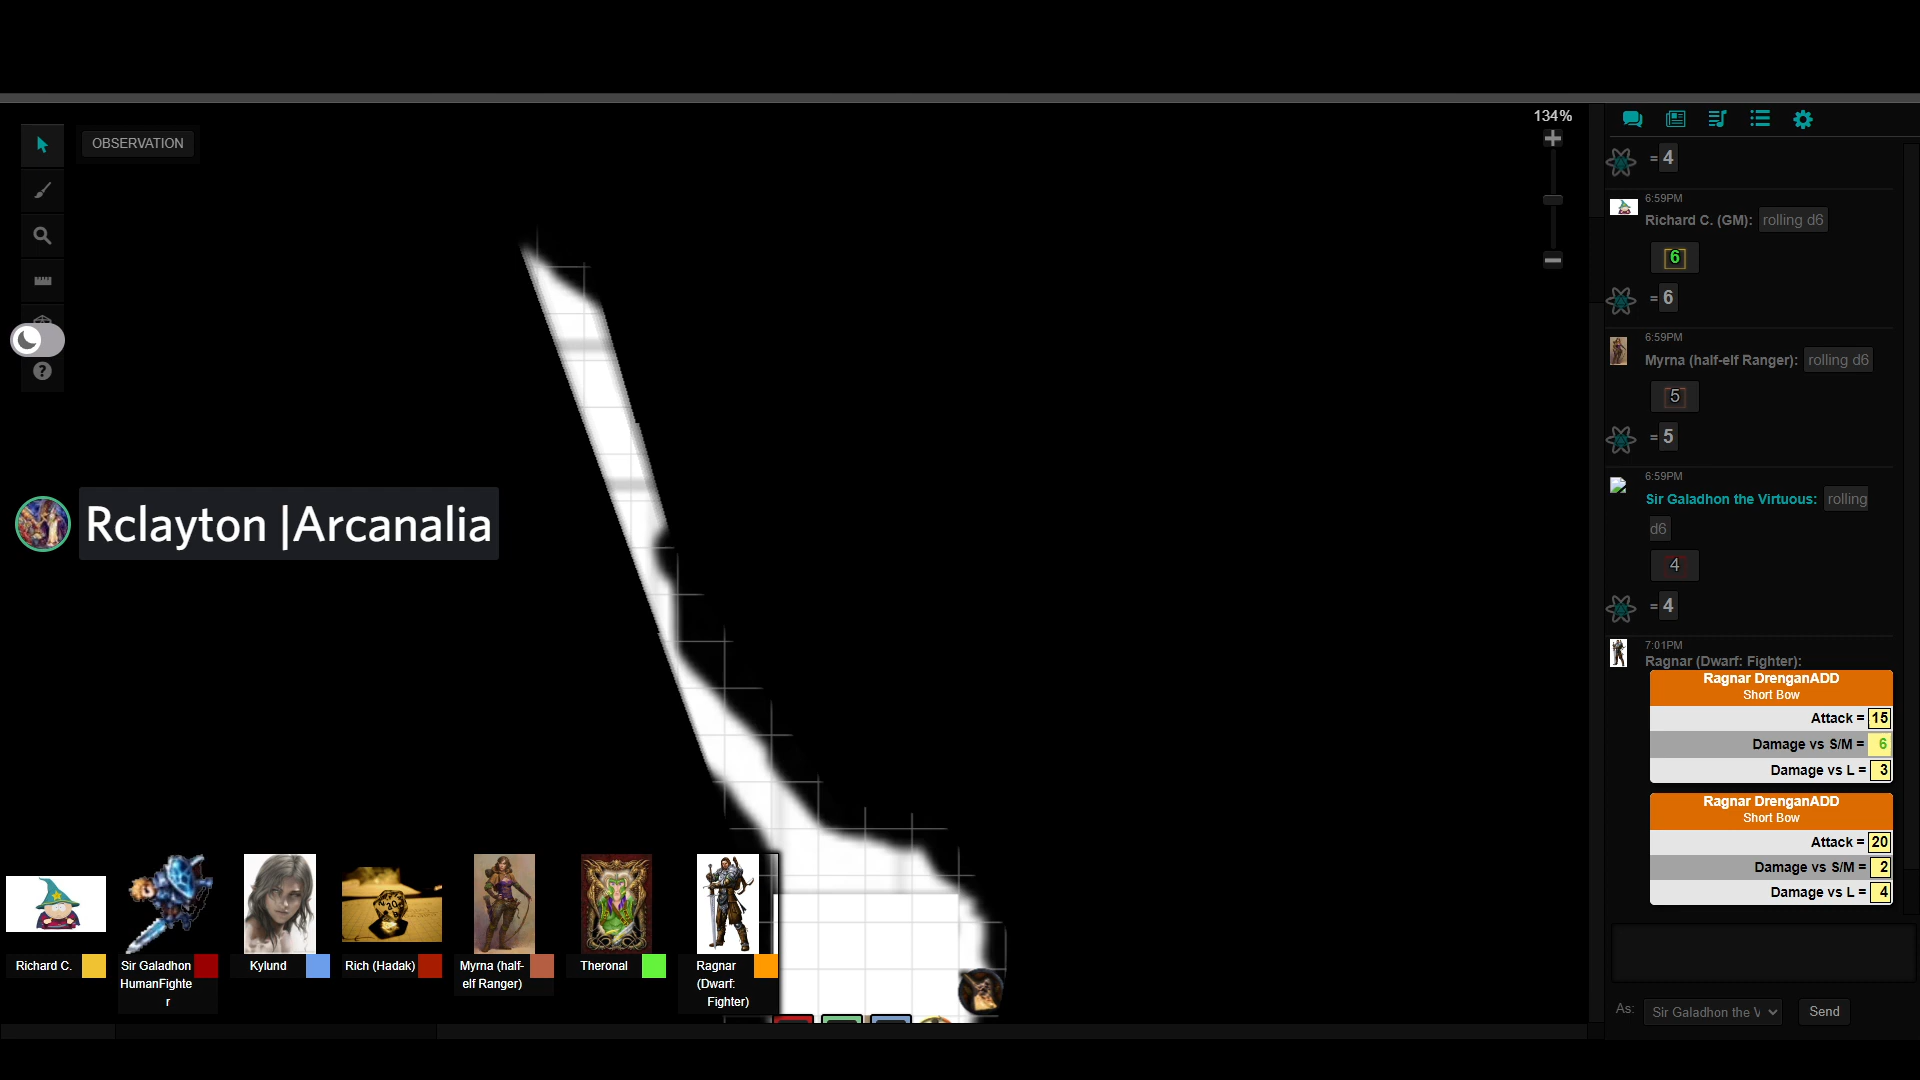 OBSERVATION
134%
= 4
6:59PM
Richard C. (GM): rolling d6
6
= 6
6:59PM
Myrna (half-elf Ranger): rolling d6
5
= 5
6:59PM
Sir Galadhon the Virtuous: rolling
d6
4
= 4
7:01PM
Ragnar (Dwarf: Fighter):
Ragnar DrenganADD
Short Bow
Attack = 15
Damage vs S/M = 6
Damage vs L = 3
Ragnar DrenganADD
Short Bow
Attack = 20
Damage vs S/M = 2
Damage vs L = 4
Rclayton |Arcanalia
Richard C.
Sir Galadhon
HumanFighte
r
Kylund
Rich (Hadak)
Myrna (half-
elf Ranger)
Theronal
Ragnar
(Dwarf:
Fighter)
As: Sir Galadhon the V
Send